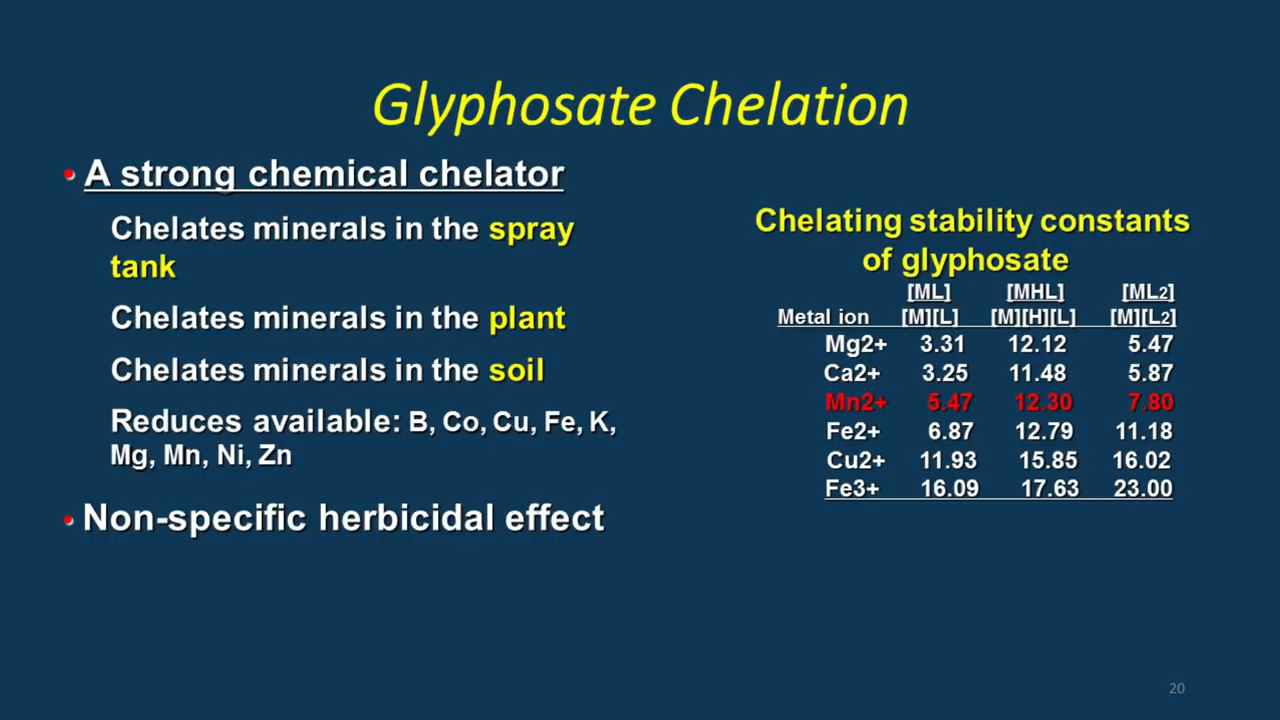 Glyphosate Chelation
• A strong chemical chelator
Chelates minerals in the spray
tank
Chelates minerals in the plant
Chelates minerals in the soil
Reduces available: B, Co, Cu, Fe, K,
Mg, Mn, Ni, Zn
• Non-specific herbicidal effect
Chelating stability constants
of glyphosate
[ML] [MHL] [ML2]
Metal ion [M][L] [M][H][L] [M][L2]
Mg2+ 3.31 12.12 5.47
Ca2+ 3.25 11.48 5.87
Mn2+ 5.47 12.30 7.80
Fe2+ 6.87 12.79 11.18
Cu2+ 11.93 15.85 16.02
Fe3+ 16.09 17.63 23.00
20